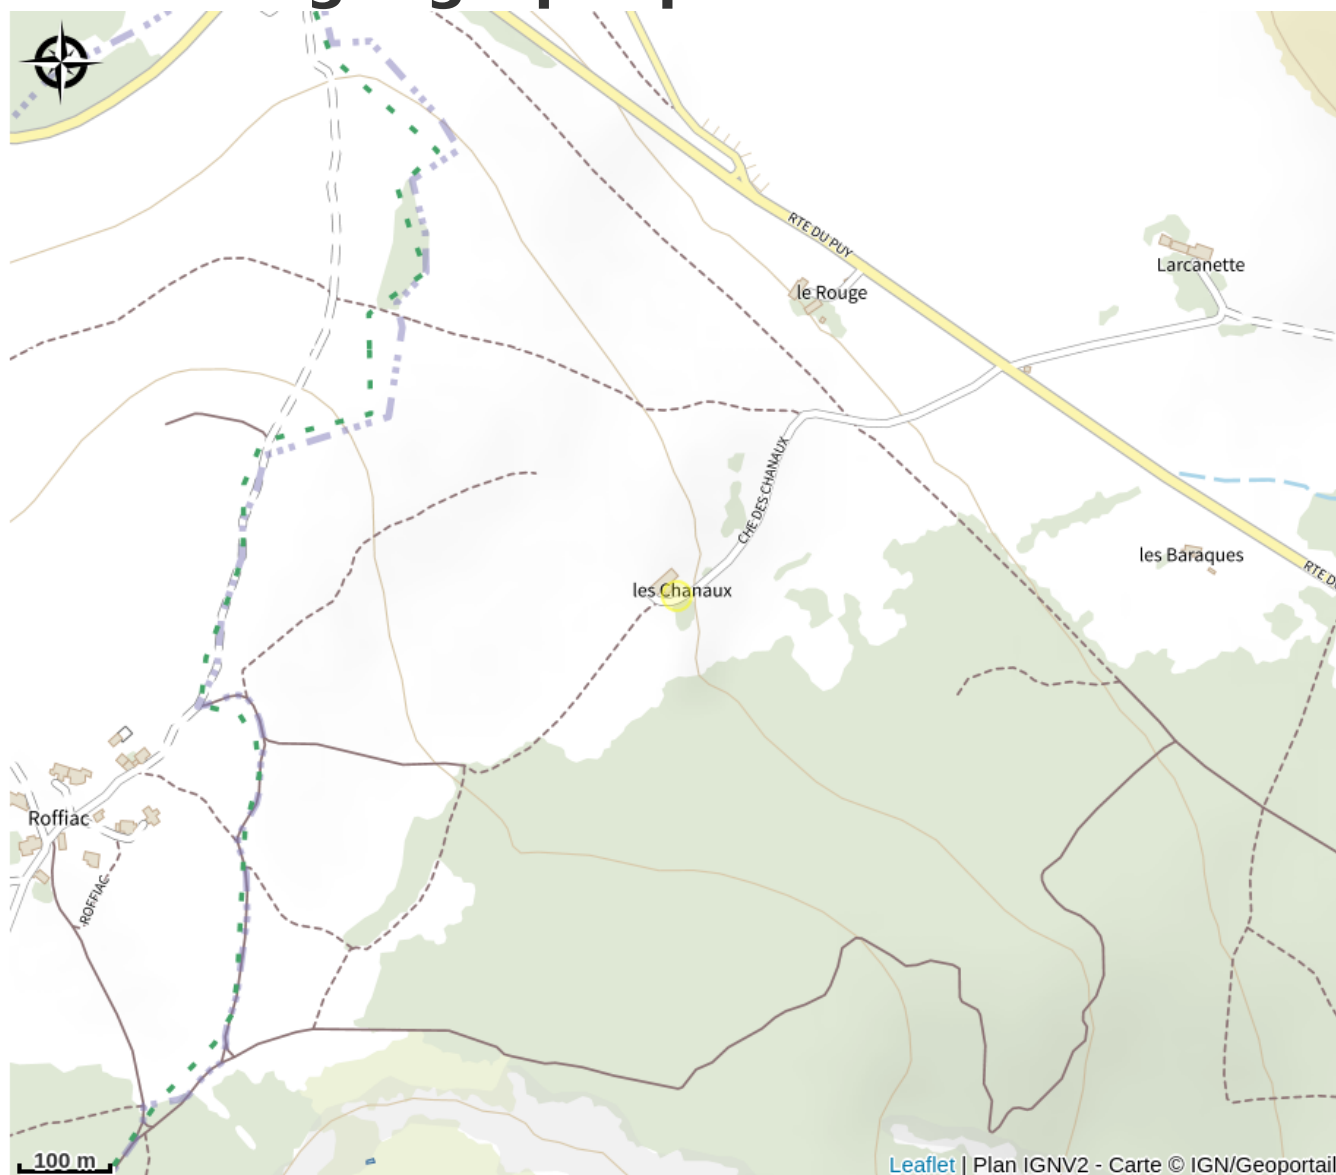 RTE DU PUY
Larcanette
le Rouge
CHE DES CHANAUX
les Baraques
les Chanaux
Roffiac
ROFFIAC
100 m
Leaflet | Plan IGNV2 - Carte © IGN/Geoportail